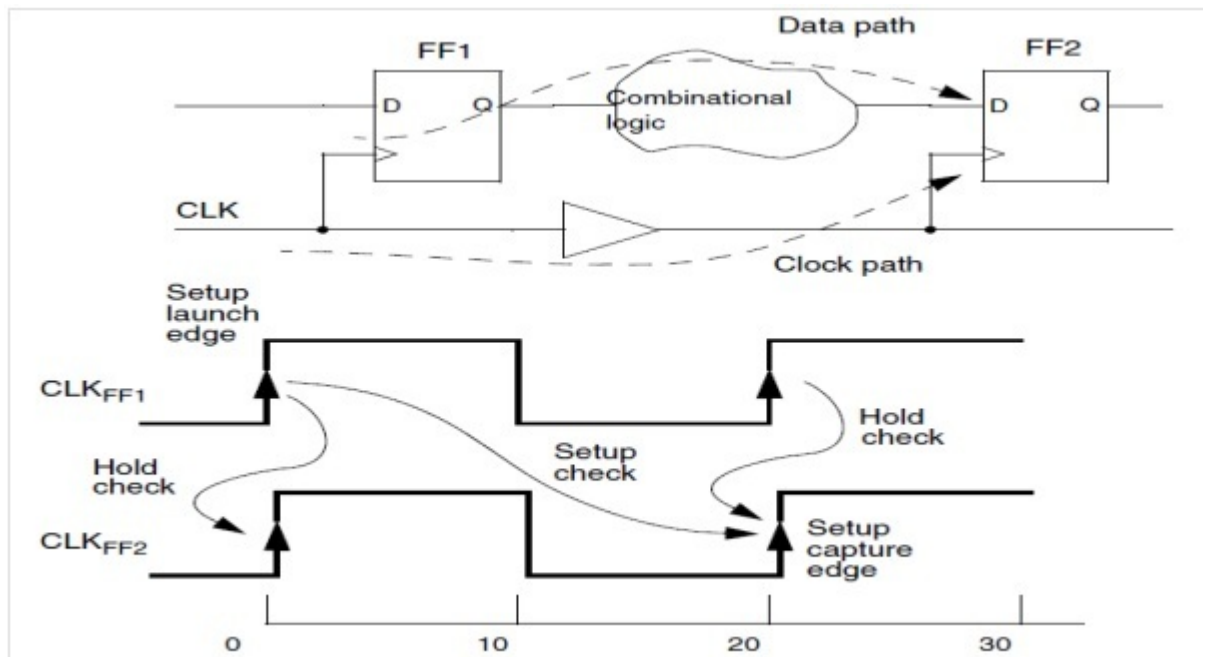 Data path
FF1
FF2
D
Q
Combinational
logic
D
Q
CLK
Clock path
Setup
launch
edge
CLKFF1
Hold
check
Setup
check
Hold
check
CLKFF2
Setup
capture
edge
0
10
20
30